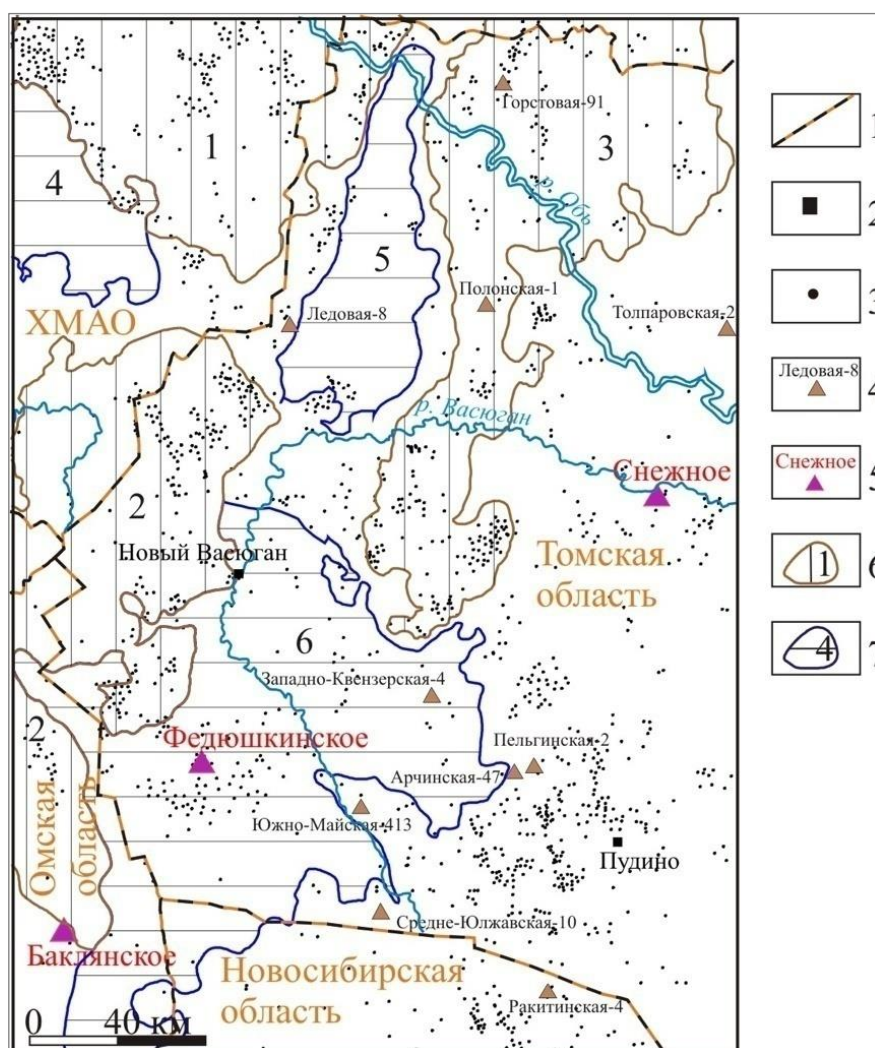 Горстовая-91
1
3
4
р. Обь
5
Полонская-1
ХМАО
Ледовая-8
Толпаровская-2
р. Васюган
Снежное
2
Новый Васюган
Томская
область
6
Западно-Квензерская-4
2
Федюшкинское
Пельгинская-2
Арчинская-47
Омская
область
Южно-Майская-413
Пудино
Средне-Юлжавская-10
Баклянское
Новосибирская
область
Ракитинская-4
0 40 км
1
2
3
Ледовая-8
4
Снежное
5
1
6
4
7